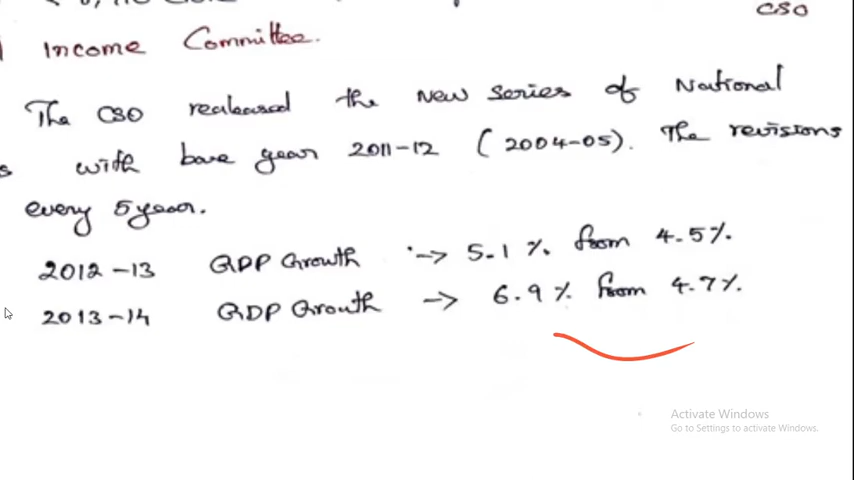 CSO
Income Committee.
The CSO realeased the New Series of National
with base year 2011-12 (2004-05). The revisions
every 5 year.
2012-13 GDP Growth -> 5.1 %. from 4.5%.
2013-14 GDP Growth -> 6.9 % from 4.7%.
Activate Windows
Go to Settings to activate Windows.